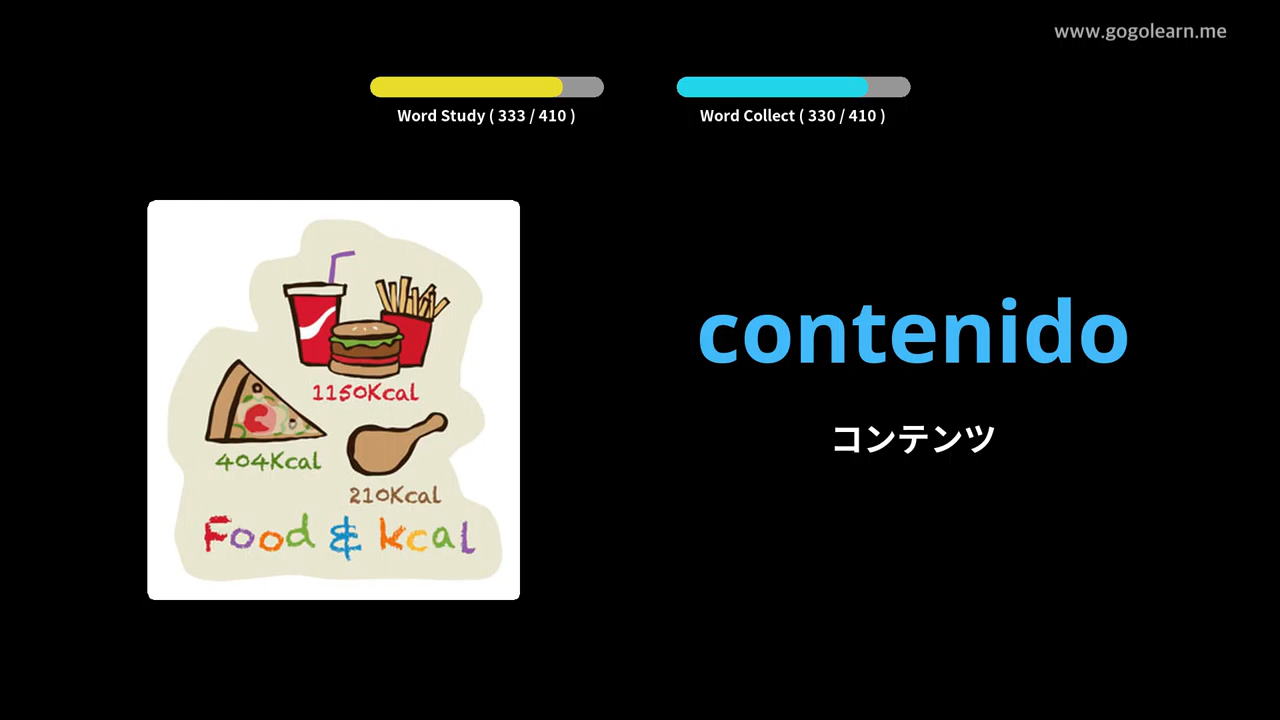 www.gogolearn.me
Word Study ( 333 / 410 )
Word Collect ( 330 / 410 )
1150Kcal
404Kcal
210Kcal
Food & kcal
contenido
コンテンツ